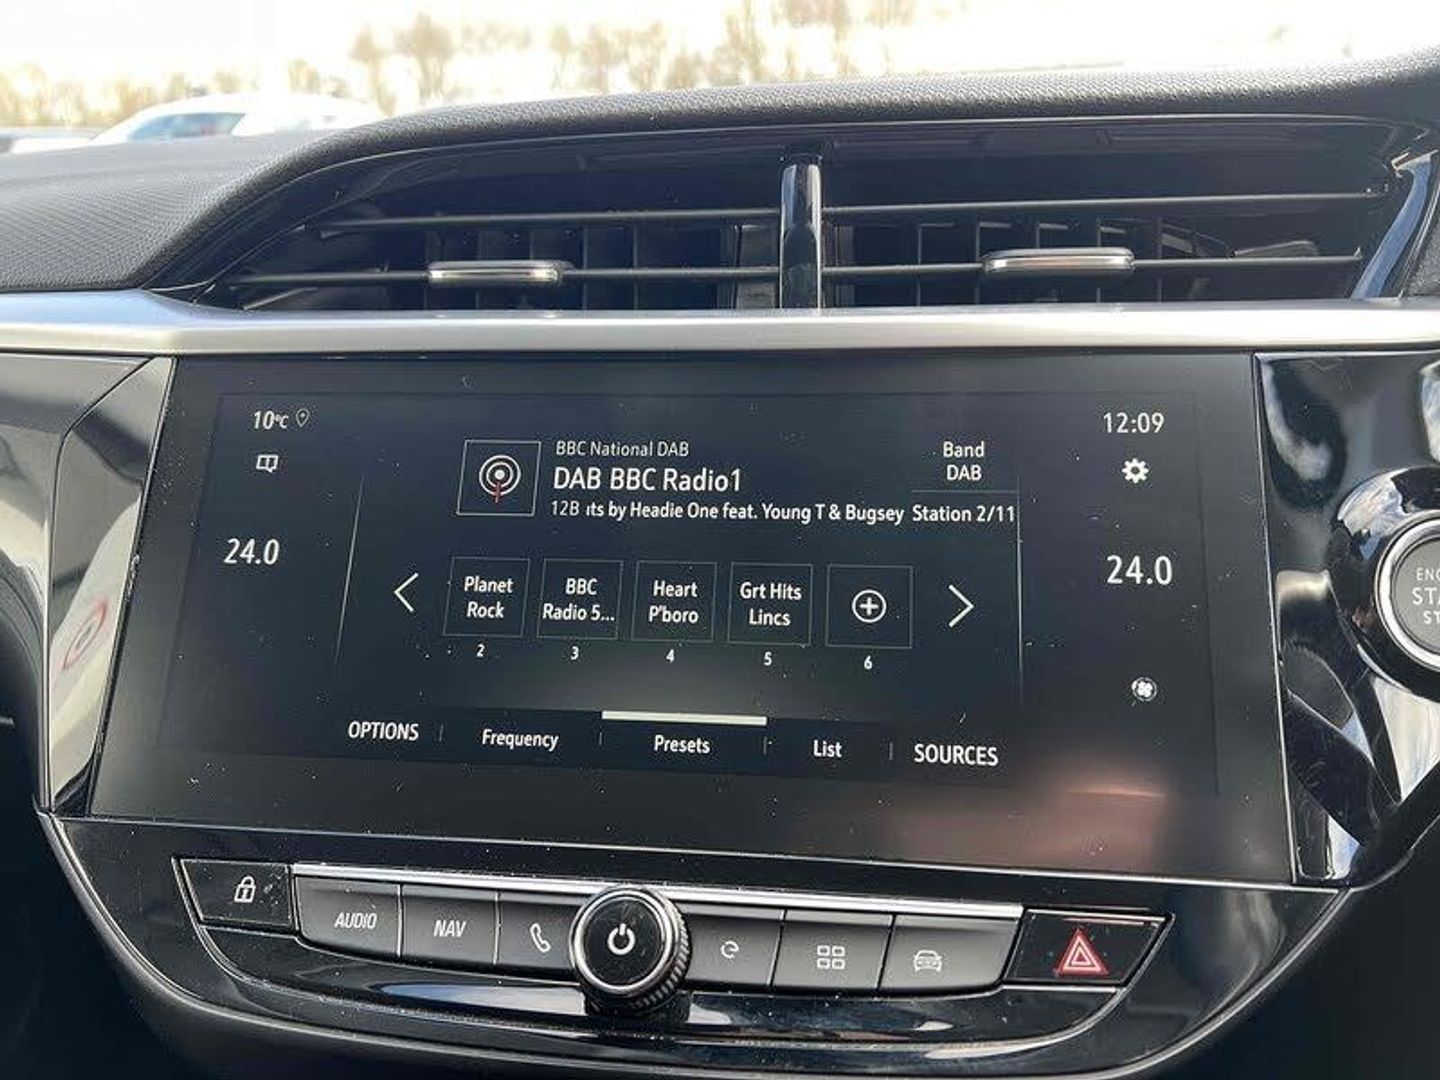 10°C
12:09
BBC National DAB
DAB BBC Radio1
12B ıts by Headie One feat. Young T & Bugsey
Band
DAB
Station 2/11
24.0
24.0
Planet
Rock
2
BBC
Radio 5...
3
Heart
P'boro
4
Grt Hits
Lincs
5
6
OPTIONS
Frequency
Presets
List
SOURCES
AUDIO
NAV